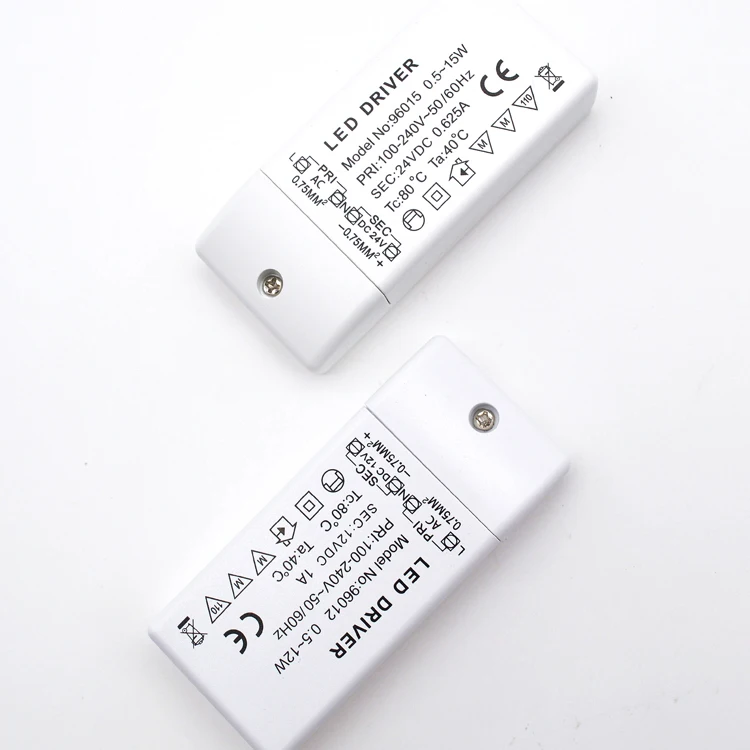 LED DRIVER
Model No:96015 0.5~15W
PRI:100-240V~50/60Hz
SEC:24VDC 0.625A
Tc:80°C Ta:40°C
CE
M M 110
L PRI N SEC
AC DC 24V
0.75MM² –0.75MM² +
LED DRIVER
Model No:96012 0.5~12W
PRI:100-240V~50/60Hz
SEC:12VDC 1A
Tc:80°C Ta:40°C
CE
M M 110
L PRI N SEC
AC DC 12V
0.75MM² –0.75MM² +